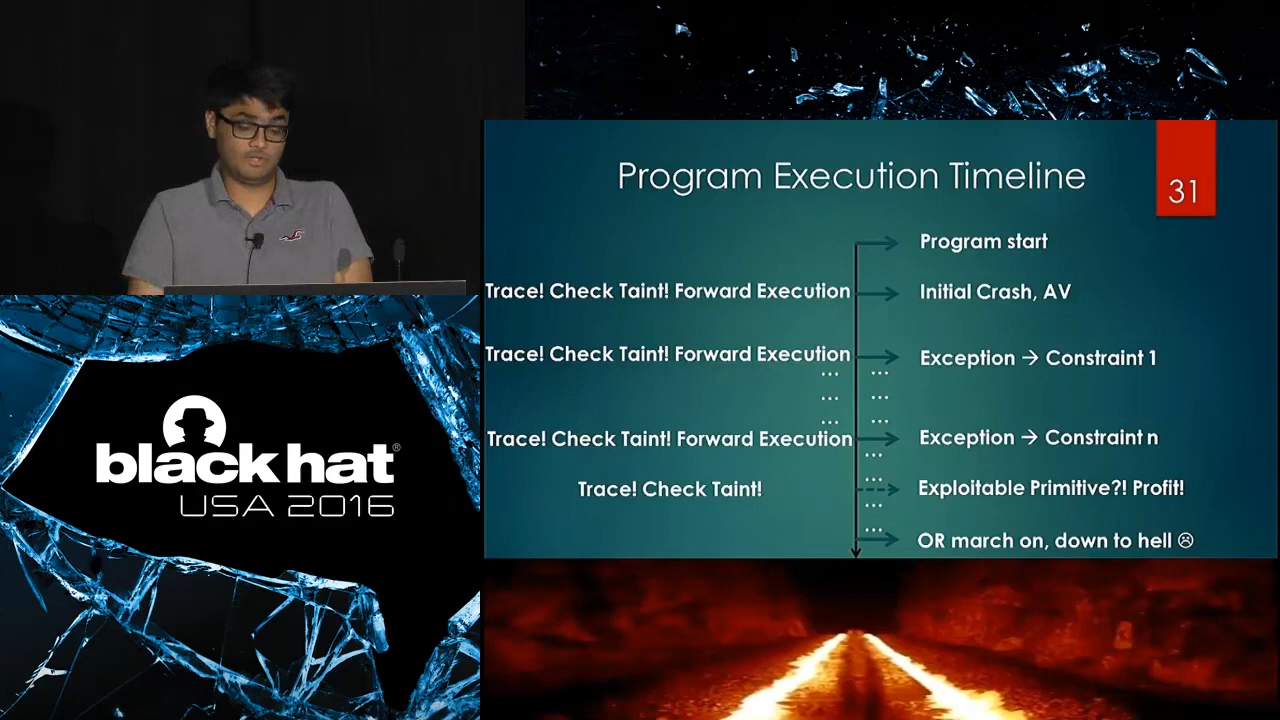 Program Execution Timeline
31
Program start
Trace! Check Taint! Forward Execution
Initial Crash, AV
Trace! Check Taint! Forward Execution
Exception → Constraint 1
... ...
... ...
... ...
Trace! Check Taint! Forward Execution
Exception → Constraint n
...
Trace! Check Taint!
...
Exploitable Primitive?! Profit!
...
...
OR march on, down to hell ☹
black hat®
USA 2016